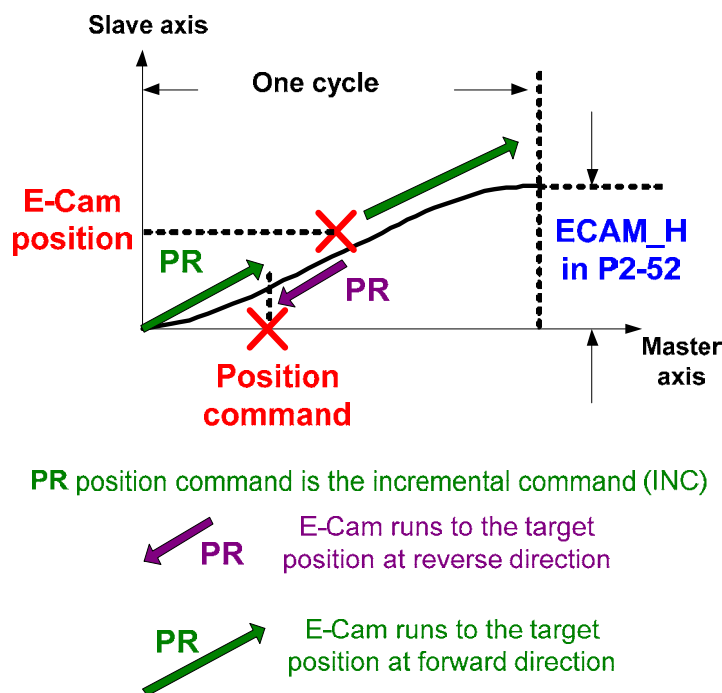 Slave axis
One cycle
E-Cam
position
PR
PR
ECAM_H
in P2-52
Master
axis
Position
command
PR position command is the incremental command (INC)
PR
E-Cam runs to the target
position at reverse direction
PR
E-Cam runs to the target
position at forward direction